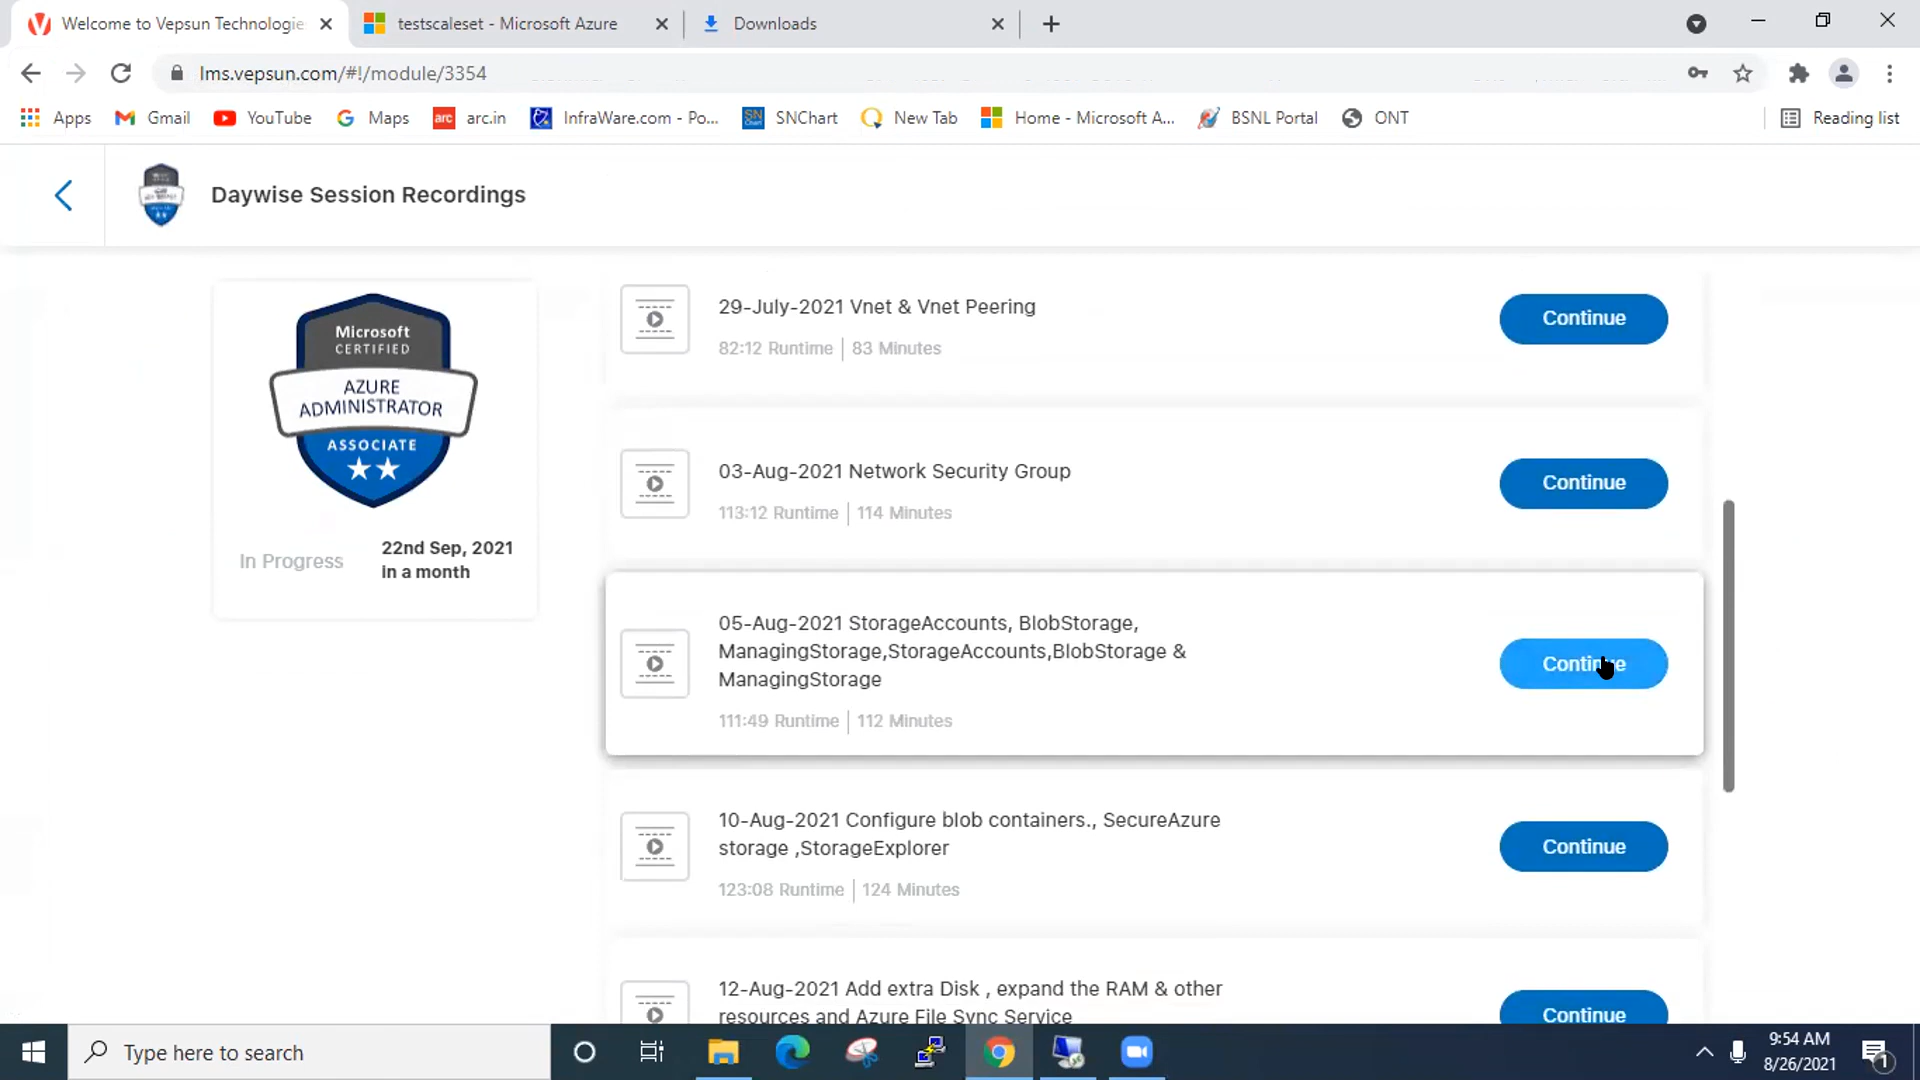 Welcome to Vepsun Technologie
testscaleset - Microsoft Azure
Downloads
lms.vepsun.com/#!/module/3354
Apps
Gmail
YouTube
Maps
arc
arc.in
InfraWare.com - Po...
SN
SNChart
New Tab
Home - Microsoft A...
BSNL Portal
ONT
Reading list
Daywise Session Recordings
Microsoft
CERTIFIED
AZURE
ADMINISTRATOR
ASSOCIATE
In Progress
22nd Sep, 2021
in a month
29-July-2021 Vnet & Vnet Peering
82:12 Runtime | 83 Minutes
Continue
03-Aug-2021 Network Security Group
113:12 Runtime | 114 Minutes
Continue
05-Aug-2021 StorageAccounts, BlobStorage,
ManagingStorage,StorageAccounts,BlobStorage &
ManagingStorage
111:49 Runtime | 112 Minutes
Continue
10-Aug-2021 Configure blob containers., SecureAzure
storage ,StorageExplorer
123:08 Runtime | 124 Minutes
Continue
12-Aug-2021 Add extra Disk , expand the RAM & other
resources and Azure File Sync Service
Continue
Type here to search
9:54 AM
8/26/2021
1